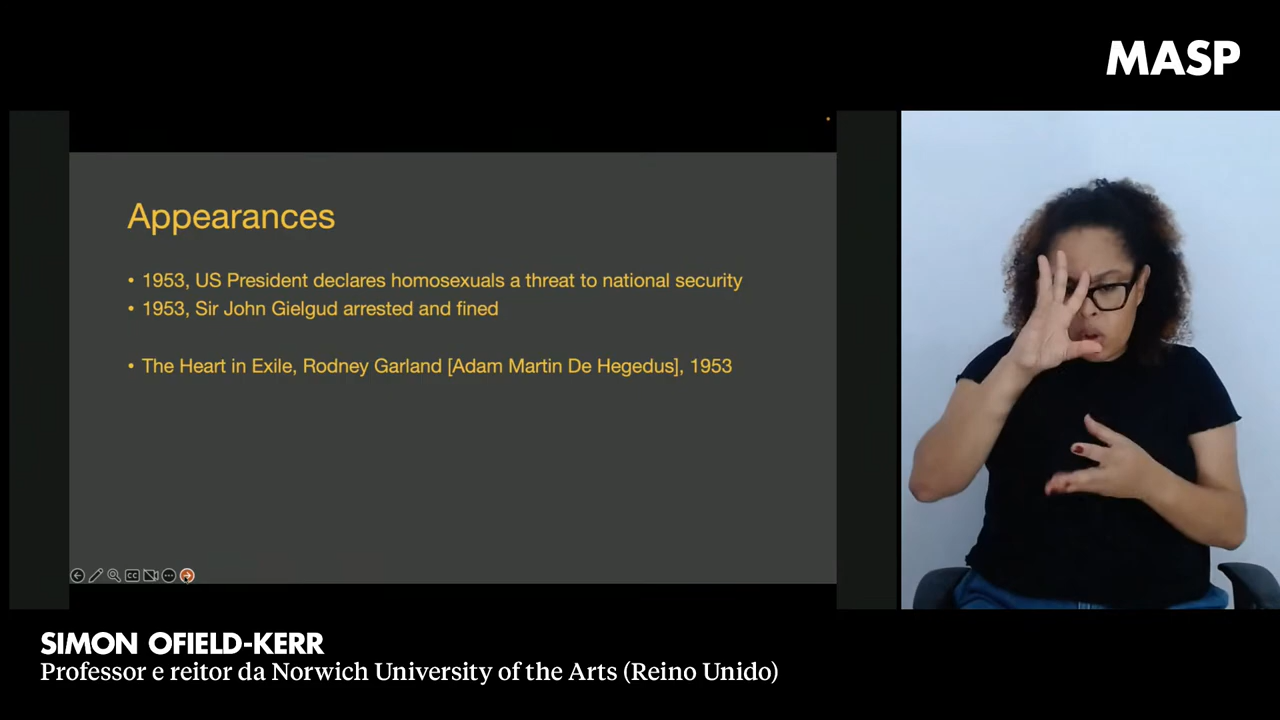 MASP
Appearances
• 1953, US President declares homosexuals a threat to national security
• 1953, Sir John Gielgud arrested and fined
• The Heart in Exile, Rodney Garland [Adam Martin De Hegedus], 1953
CC
SIMON OFIELD-KERR
Professor e reitor da Norwich University of the Arts (Reino Unido)